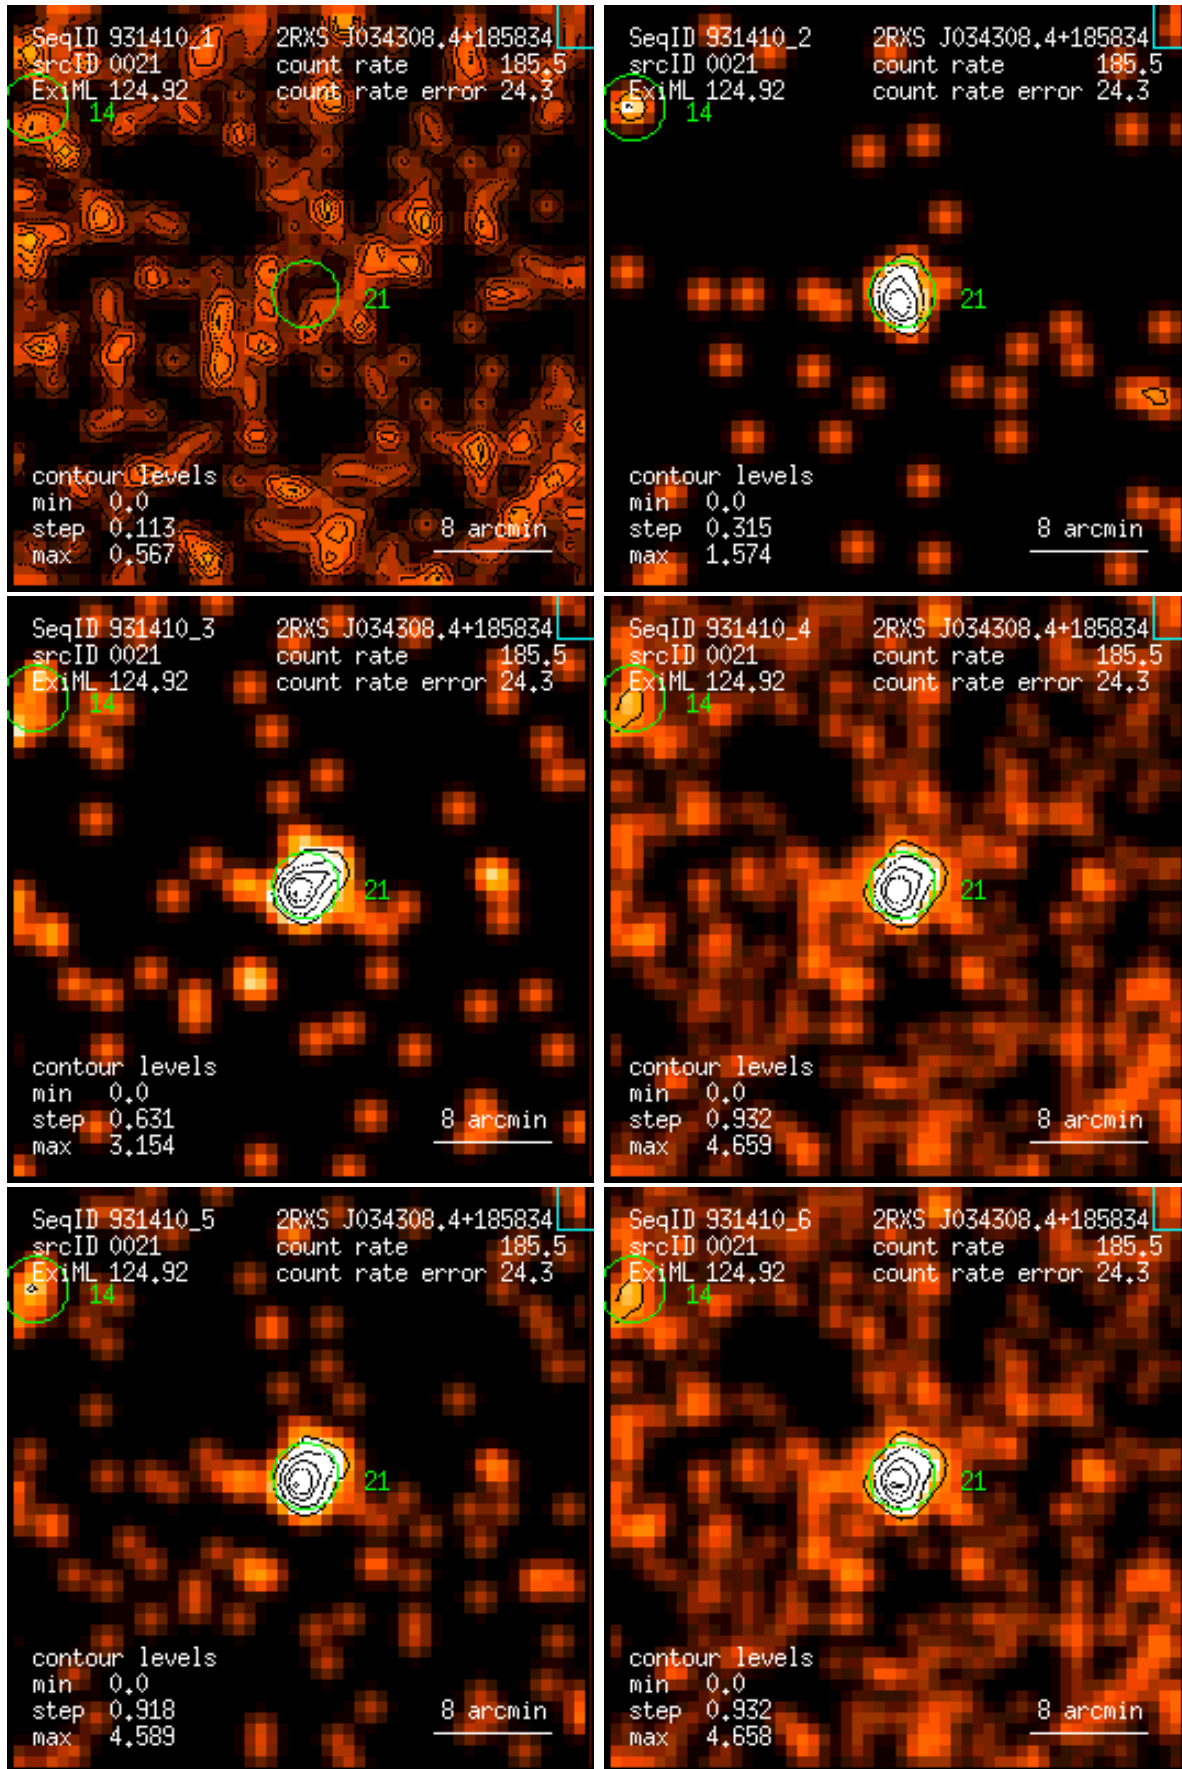 SeqID 931410_1 2RXS J034308.4+185834
srcID 0021 count rate 185.5
ExiML 124.92 count rate error 24.3
14
21
contour levels
min 0.0
step 0.113 8 arcmin
max 0.567
SeqID 931410_2 2RXS J034308.4+185834
srcID 0021 count rate 185.5
ExiML 124.92 count rate error 24.3
14
21
contour levels
min 0.0
step 0.315 8 arcmin
max 1.574
SeqID 931410_3 2RXS J034308.4+185834
srcID 0021 count rate 185.5
ExiML 124.92 count rate error 24.3
14
21
contour levels
min 0.0
step 0.631 8 arcmin
max 3.154
SeqID 931410_4 2RXS J034308.4+185834
srcID 0021 count rate 185.5
ExiML 124.92 count rate error 24.3
14
21
contour levels
min 0.0
step 0.932 8 arcmin
max 4.659
SeqID 931410_5 2RXS J034308.4+185834
srcID 0021 count rate 185.5
ExiML 124.92 count rate error 24.3
14
21
contour levels
min 0.0
step 0.918 8 arcmin
max 4.589
SeqID 931410_6 2RXS J034308.4+185834
srcID 0021 count rate 185.5
ExiML 124.92 count rate error 24.3
14
21
contour levels
min 0.0
step 0.932 8 arcmin
max 4.658